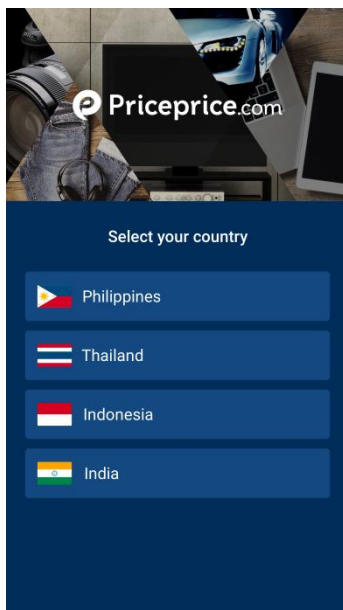 Priceprice.com
Select your country
Philippines
Thailand
Indonesia
India